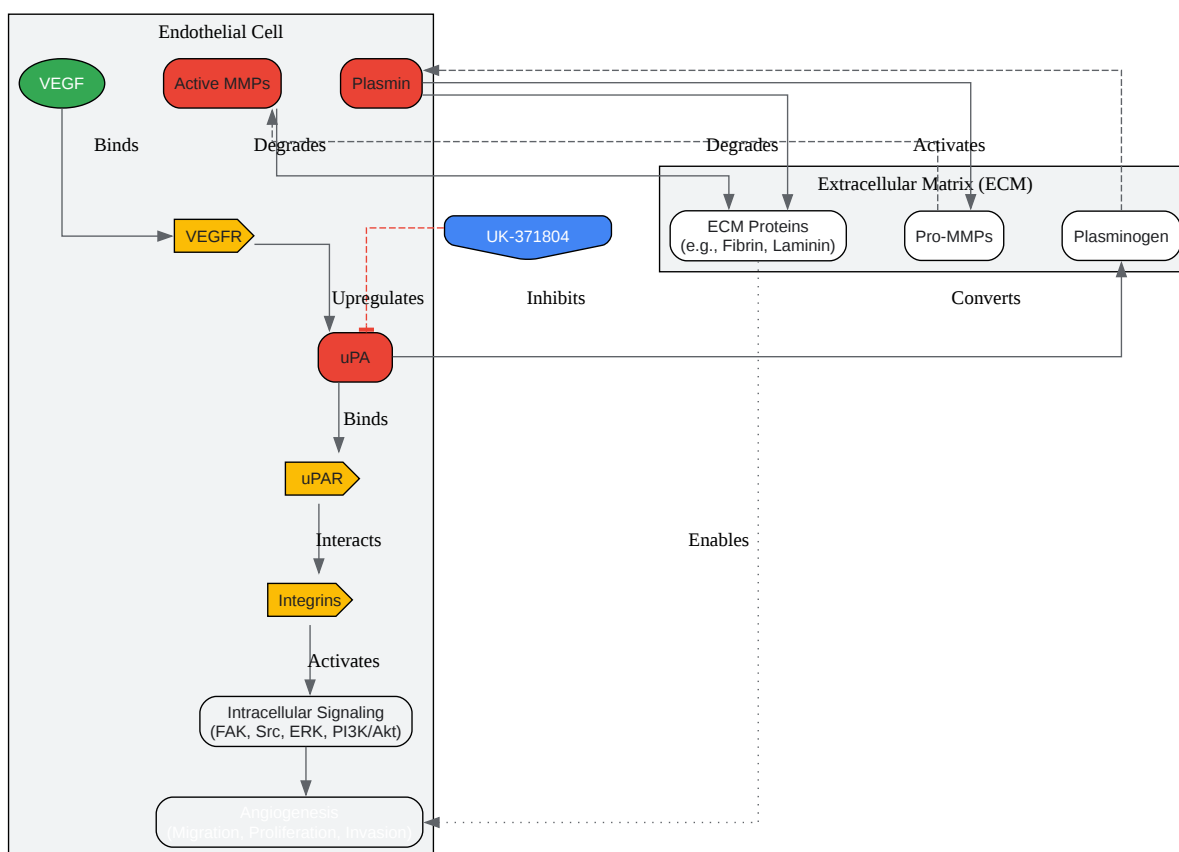 Endothelial Cell
VEGF
Active MMPs
Plasmin
Binds
Degrades
Degrades
Activates
Extracellular Matrix (ECM)
VEGFR
UK-371804
ECM Proteins
(e.g., Fibrin, Laminin)
Pro-MMPs
Plasminogen
Upregulates
Inhibits
Converts
uPA
Binds
uPAR
Interacts
Enables
Integrins
Activates
Intracellular Signaling
(FAK, Src, ERK, PI3K/Akt)
Angiogenesis
(Migration, Proliferation, Invasion)